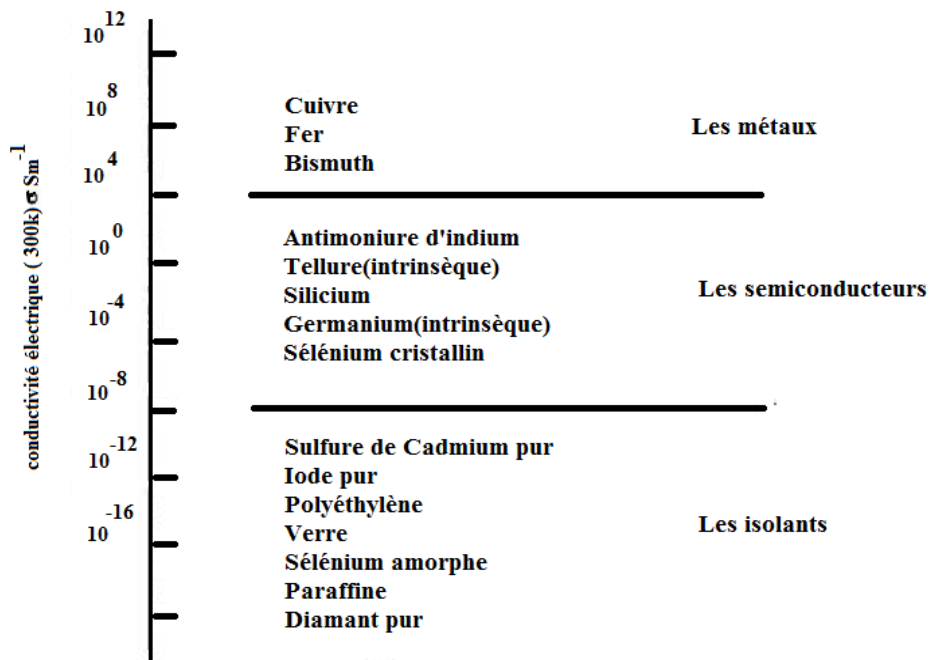 10^12
10^8
10^4
10^0
10^-4
10^-8
10^-12
10^-16
conductivité électrique ( 300k) σ Sm^-1
Cuivre
Fer
Bismuth
Les métaux
Antimoniure d'indium
Tellure(intrinsèque)
Silicium
Germanium(intrinsèque)
Sélénium cristallin
Les semiconducteurs
Sulfure de Cadmium pur
Iode pur
Polyéthylène
Verre
Sélénium amorphe
Paraffine
Diamant pur
Les isolants